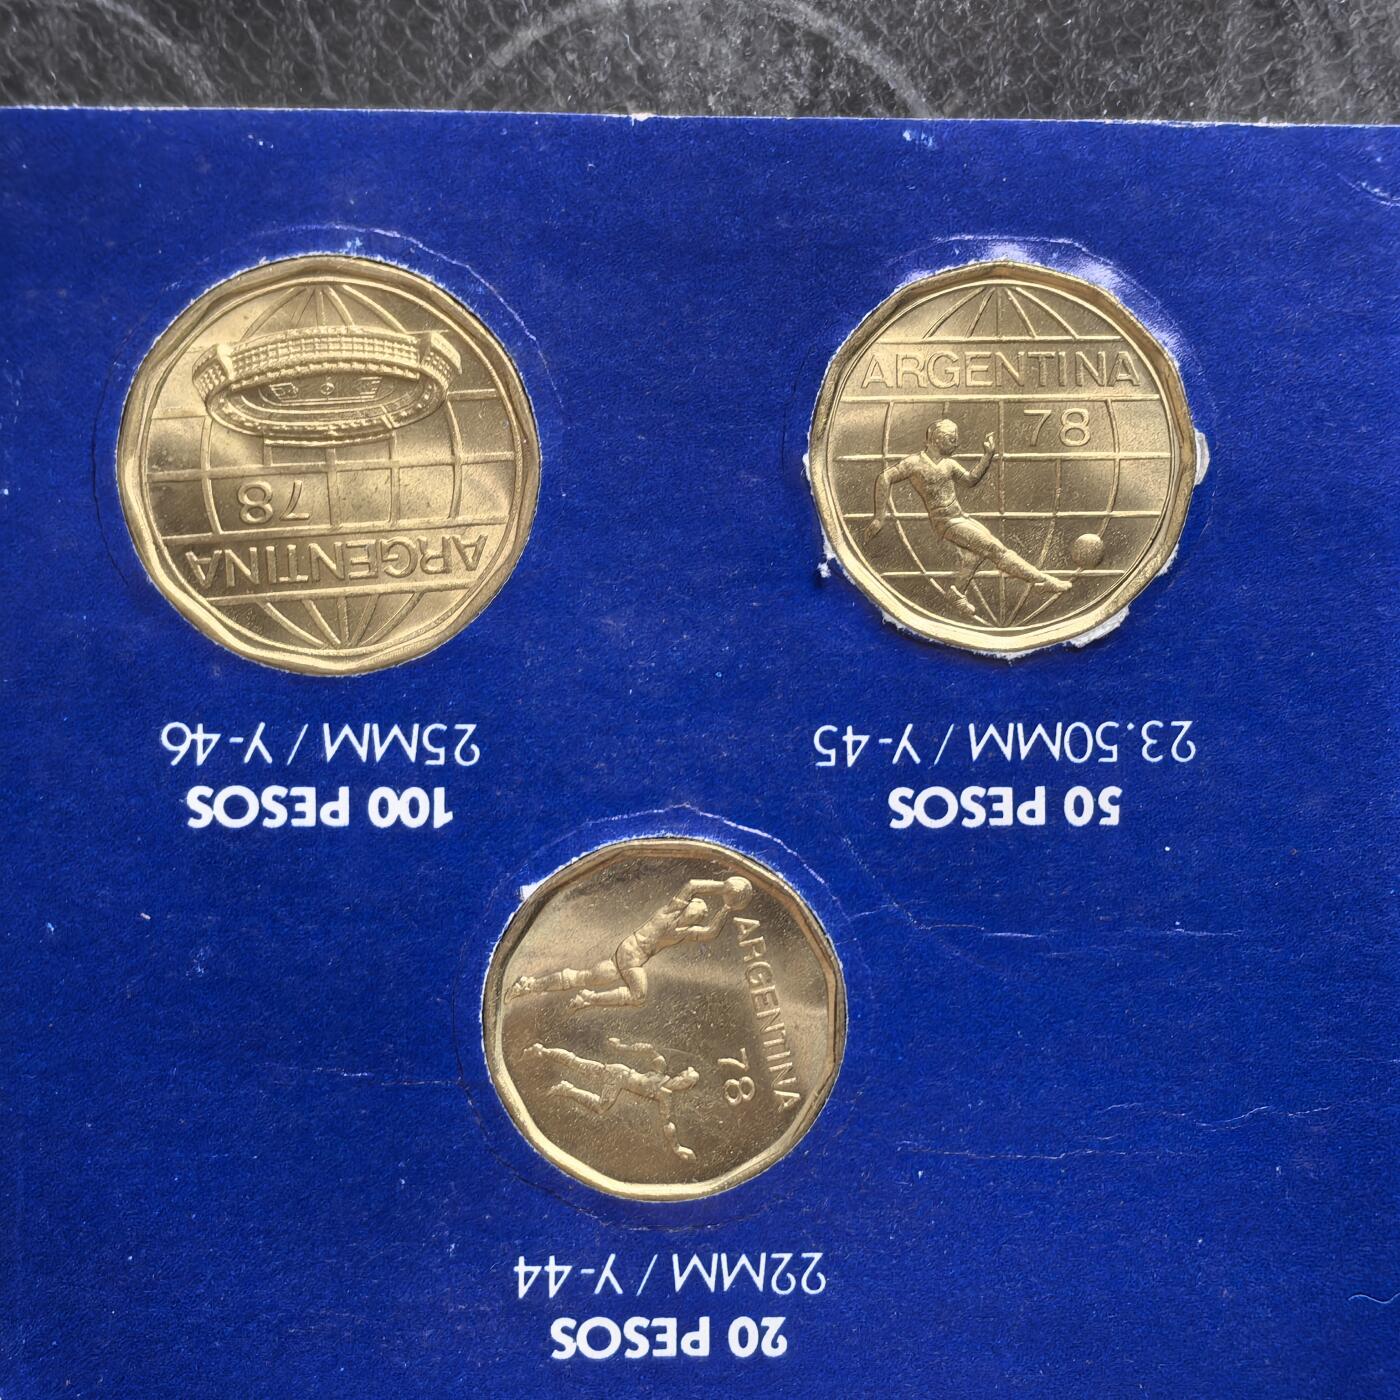 20 PESOS
22MM / Y-44
ARGENTINA
78
50 PESOS
23.50MM / Y-45
ARGENTINA
78
100 PESOS
25MM / Y-46
ARGENTINA
78